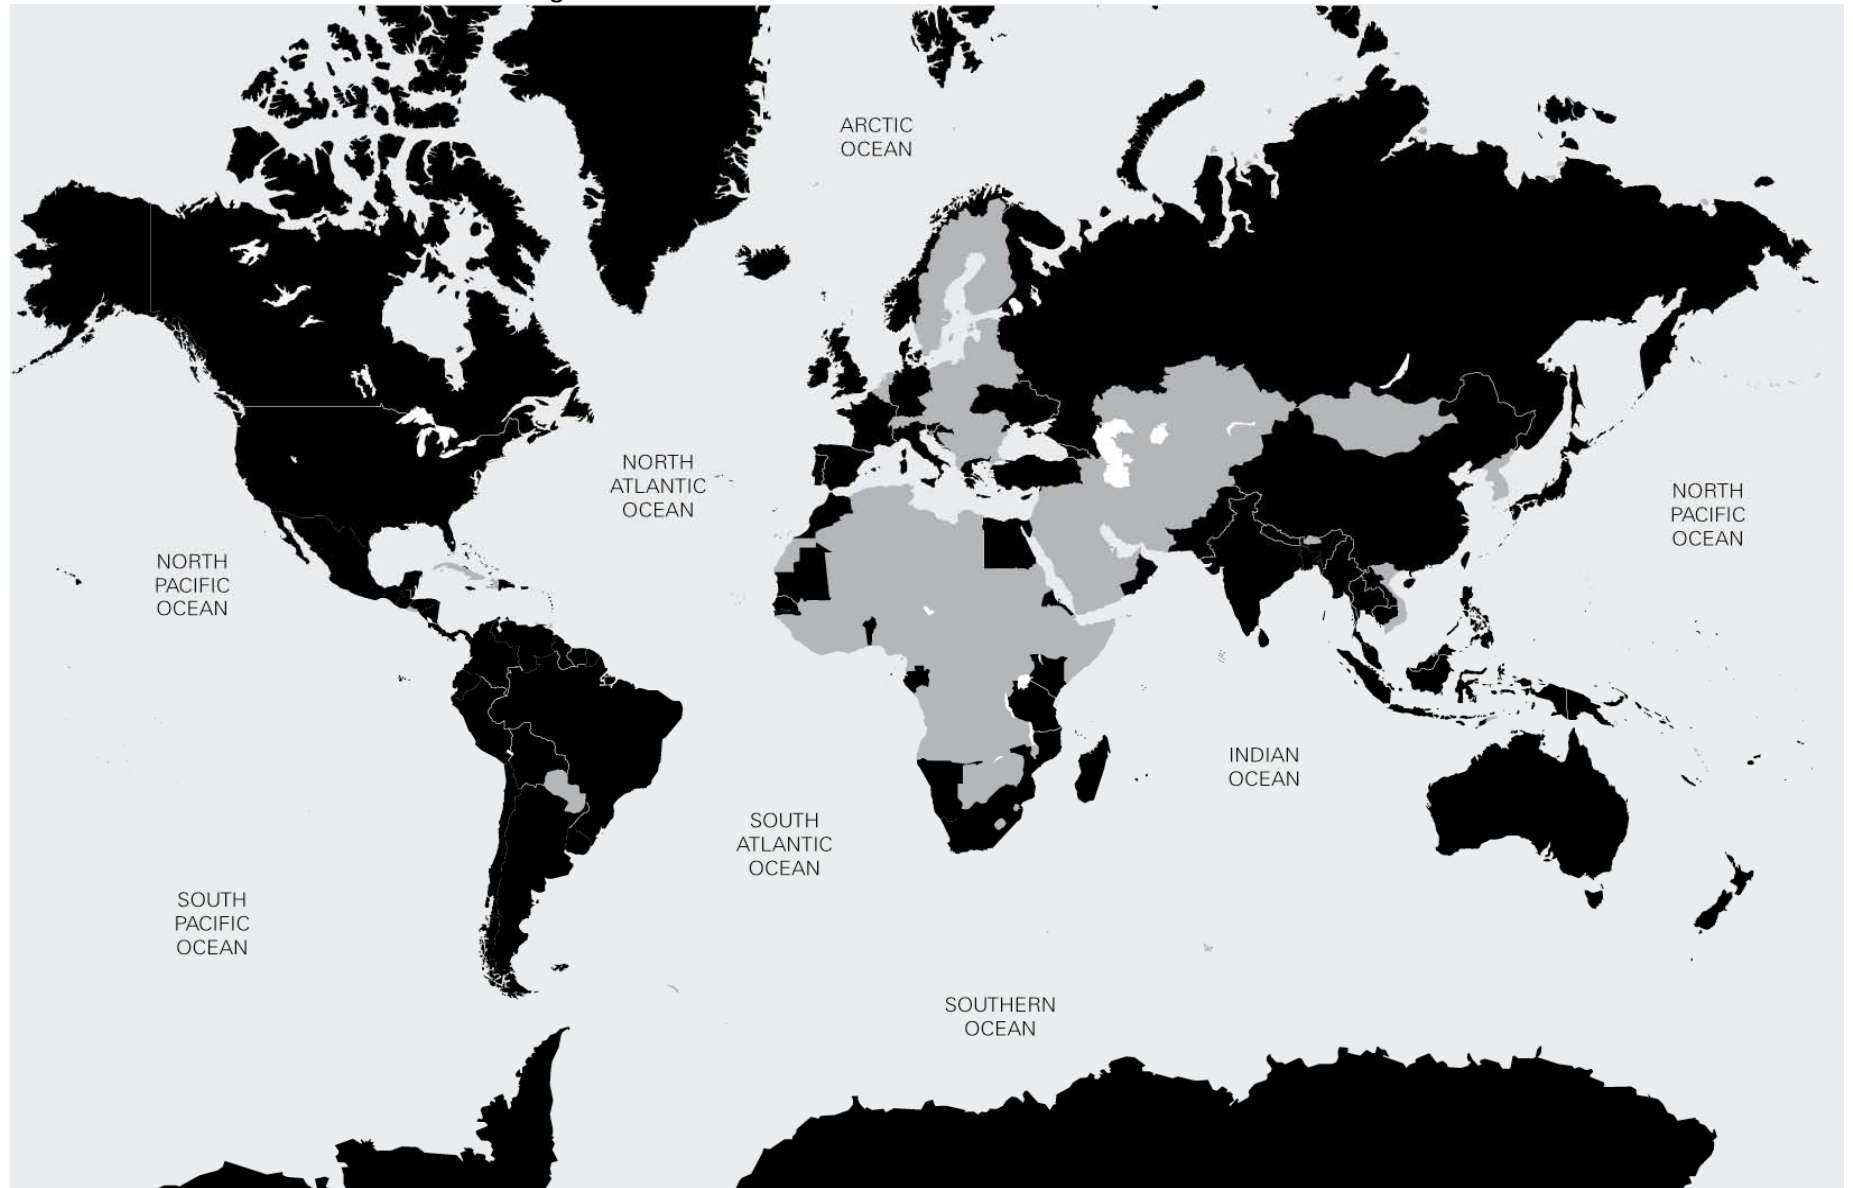 ARCTIC
OCEAN
NORTH
ATLANTIC
OCEAN
NORTH
PACIFIC
OCEAN
NORTH
PACIFIC
OCEAN
INDIAN
OCEAN
SOUTH
ATLANTIC
OCEAN
SOUTH
PACIFIC
OCEAN
SOUTHERN
OCEAN